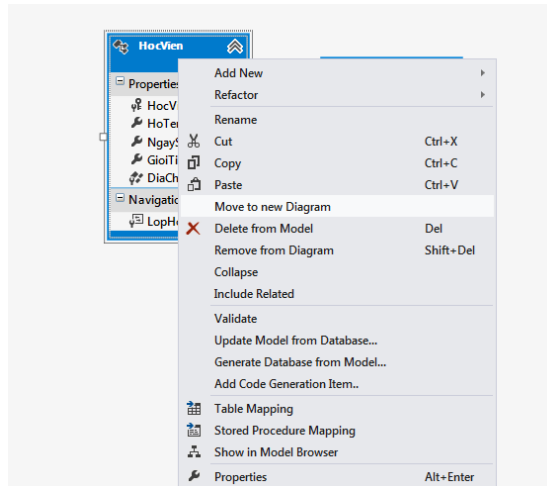 HocVien
Properties
HocV
HoTe
NgayS
GioiTi
DiaCh
Navigatio
LopH
Add New
Refactor
Rename
Cut Ctrl+X
Copy Ctrl+C
Paste Ctrl+V
Move to new Diagram
Delete from Model Del
Remove from Diagram Shift+Del
Collapse
Include Related
Validate
Update Model from Database...
Generate Database from Model...
Add Code Generation Item..
Table Mapping
Stored Procedure Mapping
Show in Model Browser
Properties Alt+Enter